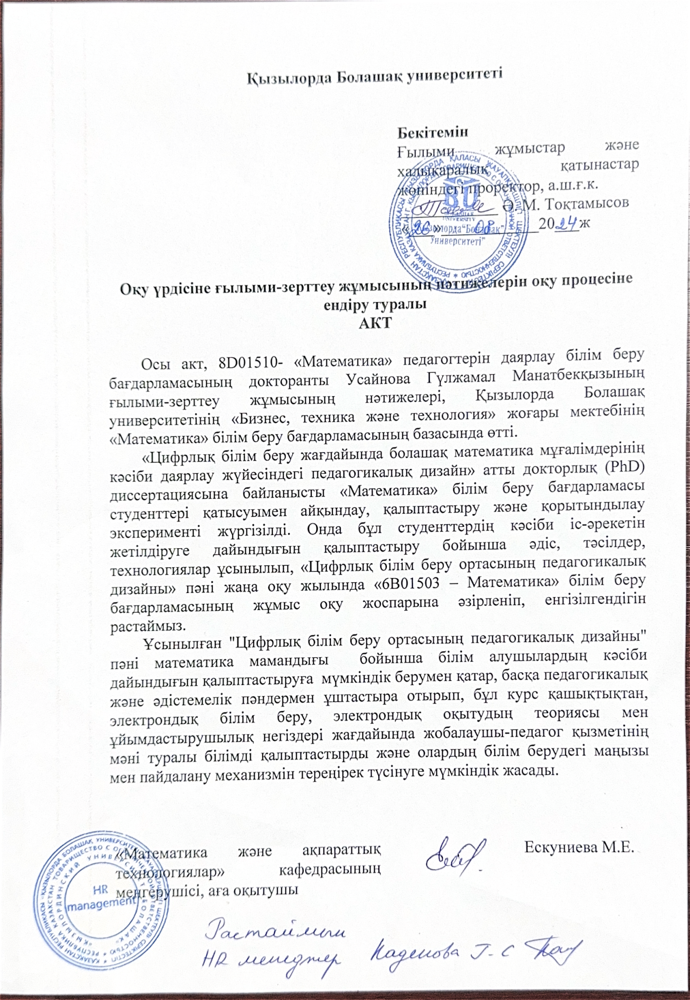 Қызылорда Болашақ университеті
Бекітемін
Ғылыми жұмыстар және
халықаралық қатынастар
жөніндегі проректор, а.ш.ғ.к.
Ә. М. Тоқтамысов
«26» 08 2024ж
BU
BOLASHAK
UNIVERSITY
Қызылорда "Болашақ"
Университеті"
Оқу үрдісіне ғылыми-зерттеу жұмысының нәтижелерін оқу процесіне
ендіру туралы
АКТ
Осы акт, 8D01510- «Математика» педагогтерін даярлау білім беру
бағдарламасының докторанты Усайнова Гүлжамал Манатбекқызының
ғылыми-зерттеу жұмысының нәтижелері, Қызылорда Болашақ
университетінің «Бизнес, техника және технология» жоғары мектебінің
«Математика» білім беру бағдарламасының базасында өтті.
«Цифрлық білім беру жағдайында болашақ математика мұғалімдерінің
кәсіби даярлау жүйесіндегі педагогикалық дизайн» атты докторлық (PhD)
диссертациясына байланысты «Математика» білім беру бағдарламасы
студенттері қатысуымен айқындау, қалыптастыру және қорытындылау
эксперименті жүргізілді. Онда бұл студенттердің кәсіби іс-әрекетін
жетілдіруге дайындығын қалыптастыру бойынша әдіс, тәсілдер,
технологиялар ұсынылып, «Цифрлық білім беру ортасының педагогикалық
дизайны» пәні жаңа оқу жылында «6В01503 – Математика» білім беру
бағдарламасының жұмыс оқу жоспарына әзірленіп, енгізілгендігін
растаймыз.
Ұсынылған "Цифрлық білім беру ортасының педагогикалық дизайны"
пәні математика мамандығы бойынша білім алушылардың кәсіби
дайындығын қалыптастыруға мүмкіндік берумен қатар, басқа педагогикалық
және әдістемелік пәндермен ұштастыра отырып, бұл курс қашықтықтан,
электрондық білім беру, электрондық оқытудың теориясы мен
ұйымдастырушылық негіздері жағдайында жобалаушы-педагог қызметінің
мәні туралы білімді қалыптастырды және олардың білім берудегі маңызы
мен пайдалану механизмін тереңірек түсінуге мүмкіндік жасады.
«Математика және ақпараттық
технологиялар» кафедрасының
меңгерушісі, аға оқытушы
Ескуниева М.Е.
HR
management
Растаймын
HR менеджер Каденова Г. С